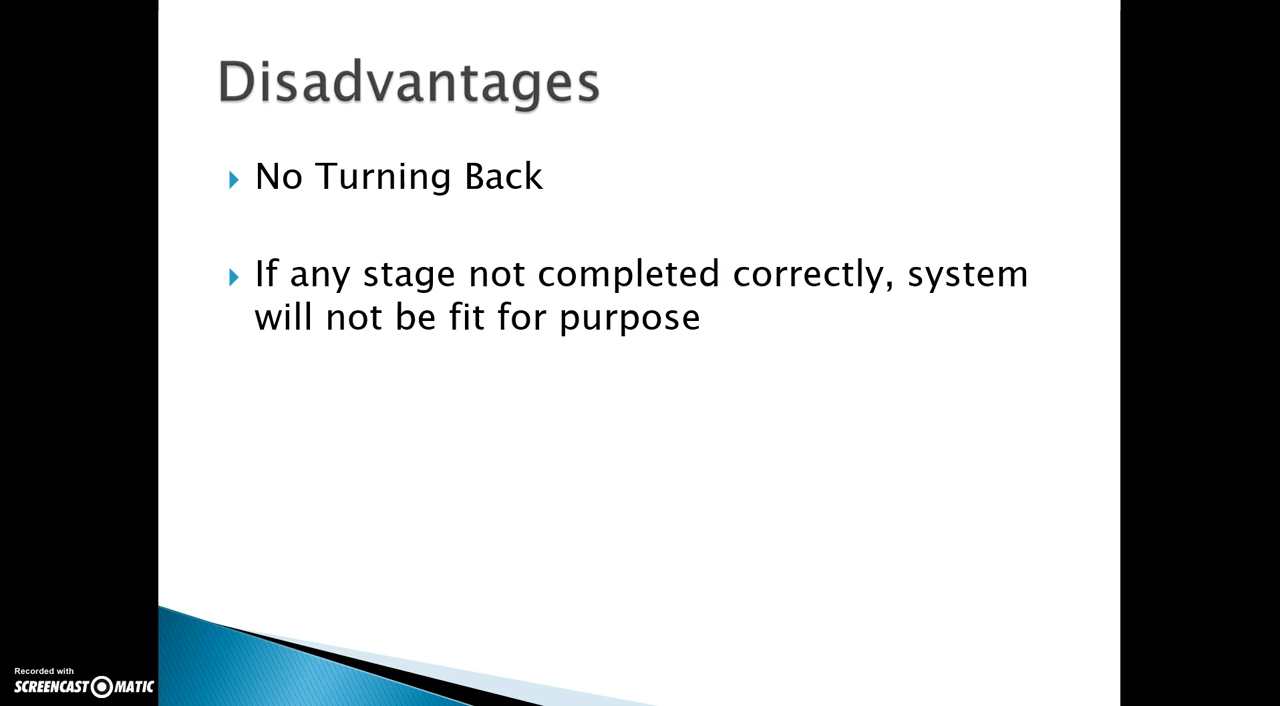 Disadvantages
No Turning Back
If any stage not completed correctly, system
will not be fit for purpose
Recorded with
SCREENCAST MATIC